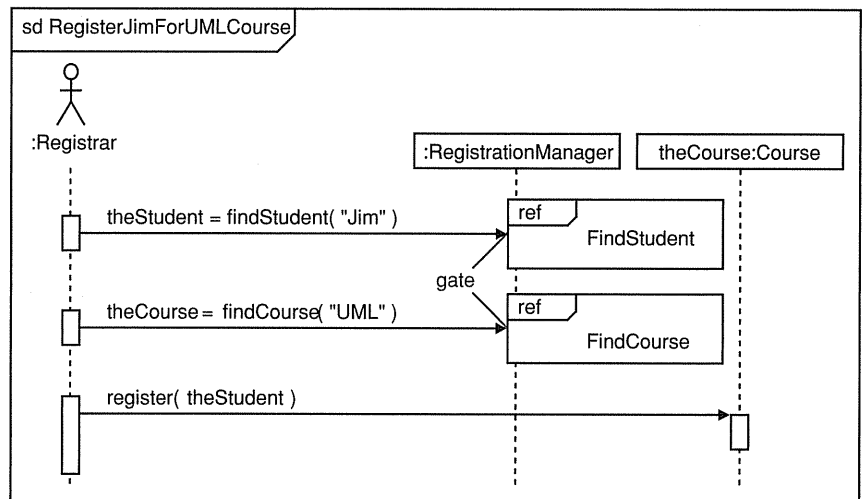 sd RegisterJimForUMLCourse
:Registrar
:RegistrationManager
theCourse:Course
theStudent = findStudent( "Jim" )
ref
FindStudent
gate
theCourse = findCourse( "UML" )
ref
FindCourse
register( theStudent )